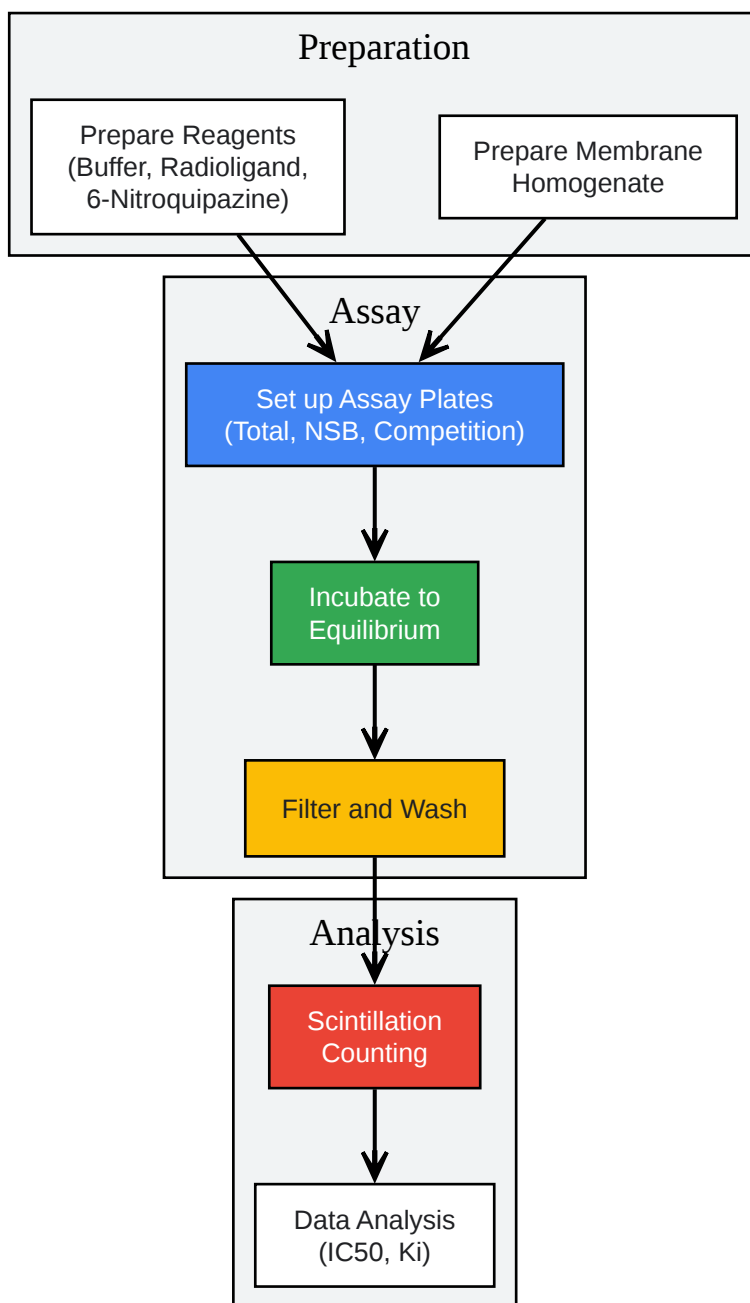 Preparation
Prepare Reagents
(Buffer, Radioligand,
6-Nitroquipazine)
Prepare Membrane
Homogenate
Assay
Set up Assay Plates
(Total, NSB, Competition)
Incubate to
Equilibrium
Filter and Wash
Analysis
Scintillation
Counting
Data Analysis
(IC50, Ki)